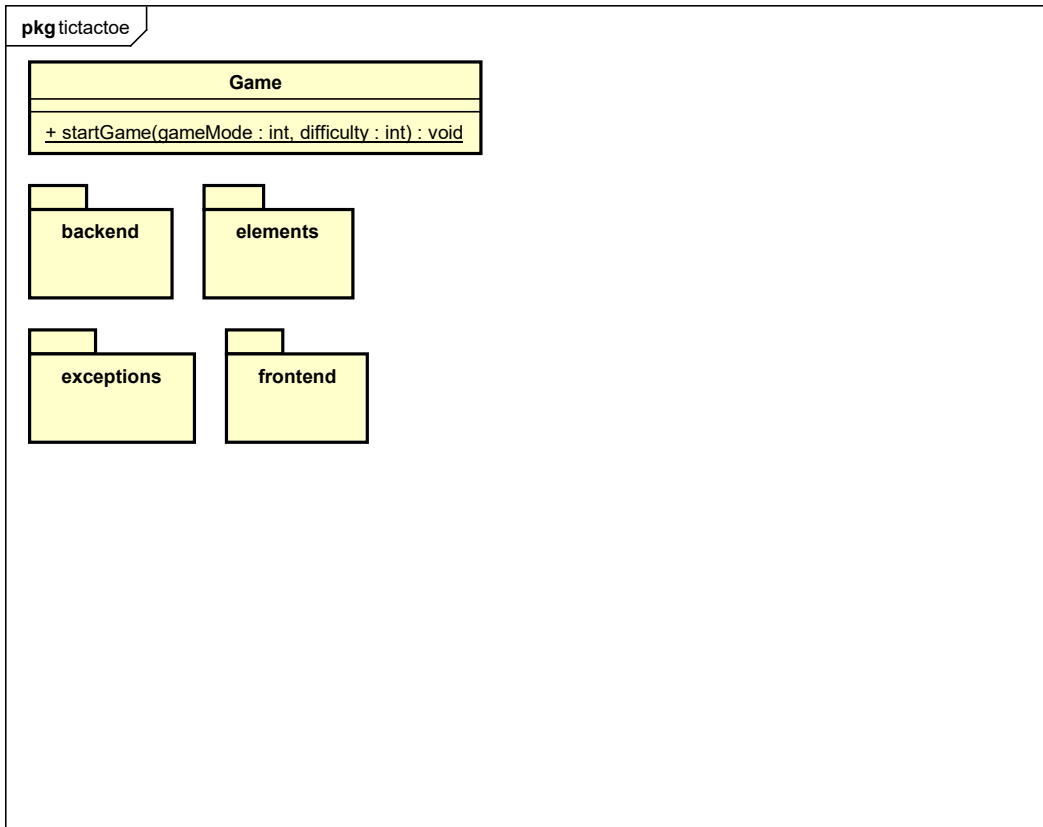 pkg tictactoe
Game
+ startGame(gameMode : int, difficulty : int) : void
backend
elements
exceptions
frontend